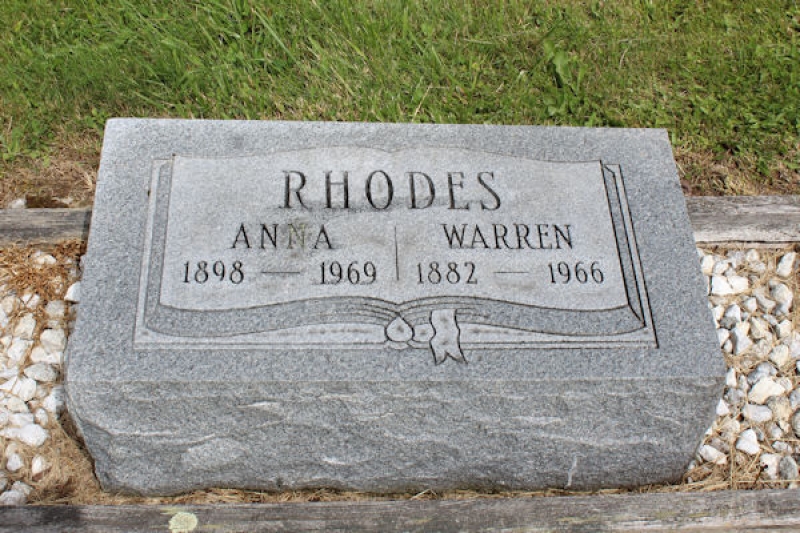 RHODES
ANNA | WARREN
1898 — 1969 | 1882 — 1966